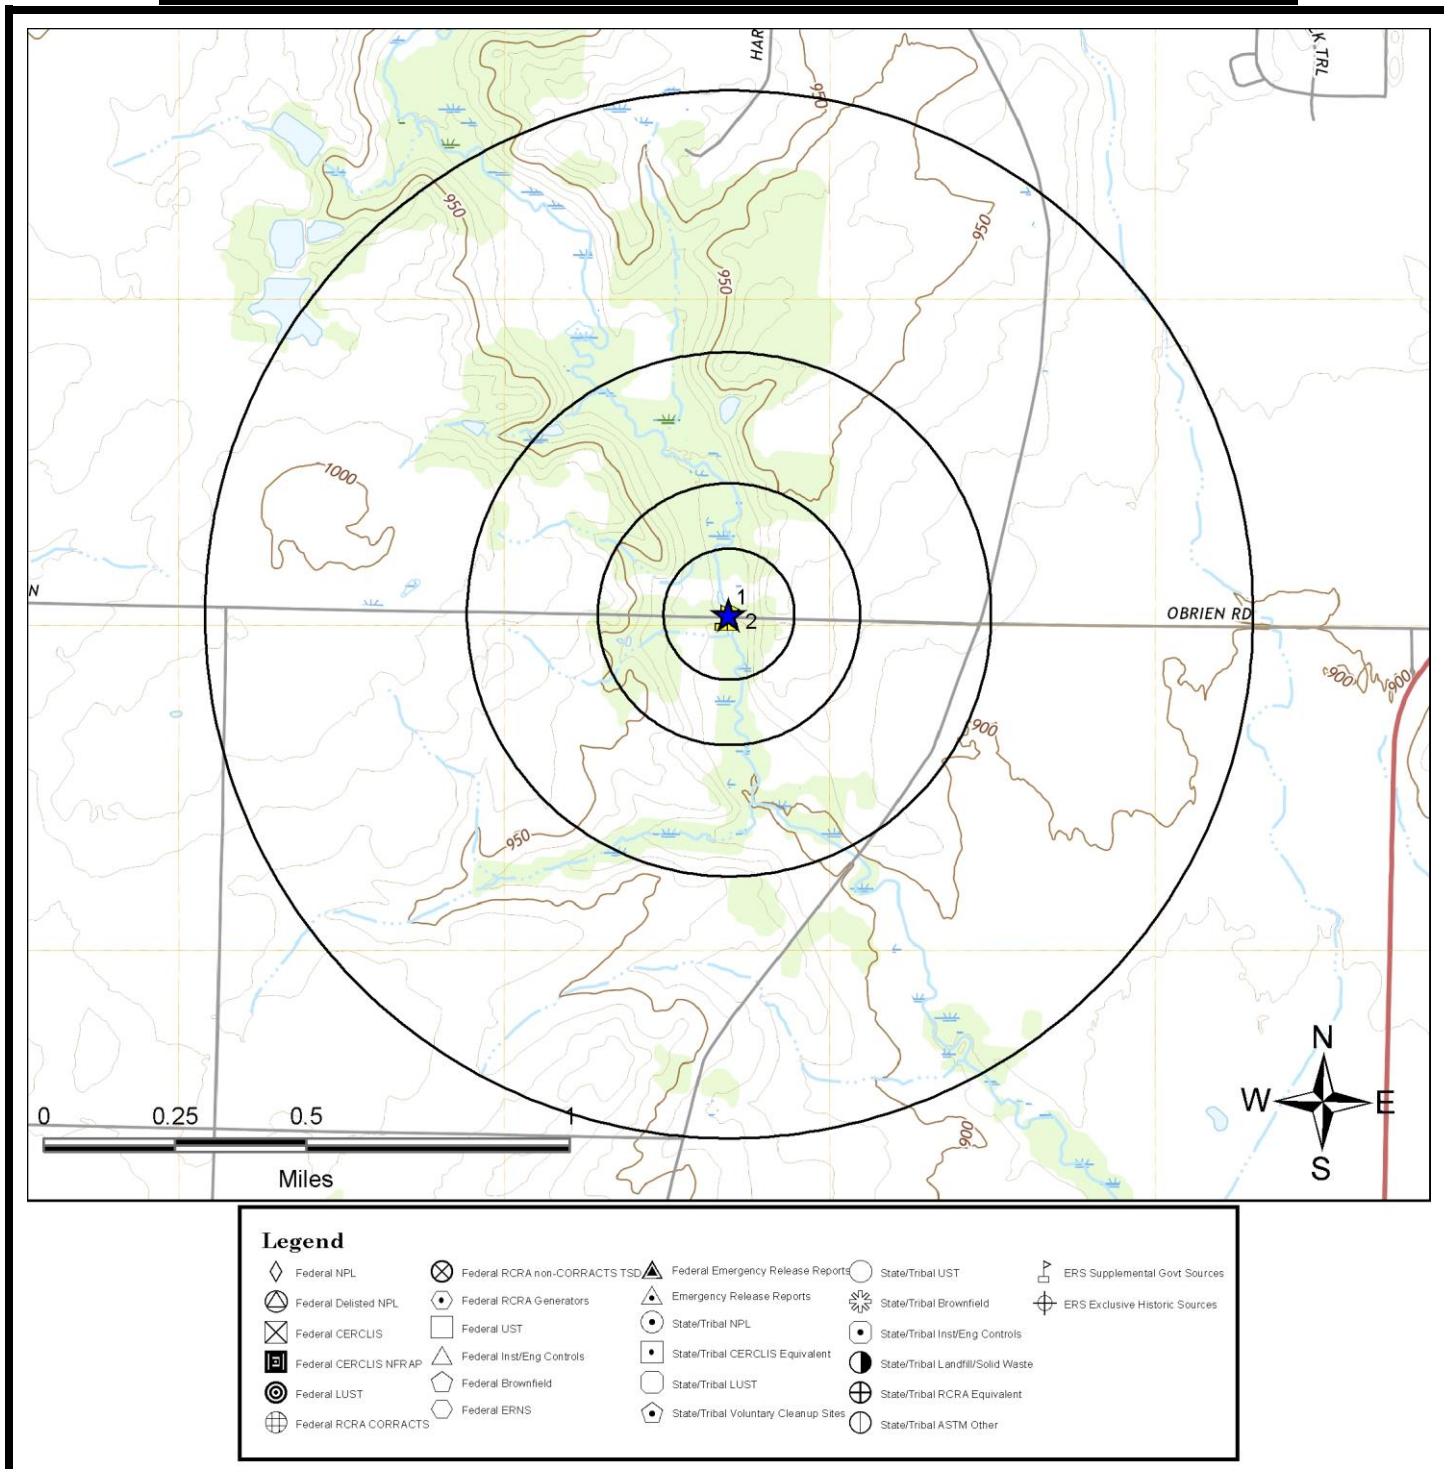 HAR
K TRL
950
950
950
950
1000
N
1
2
OBRIEN RD
900
900
900
950
900
0 0.25 0.5 1
Miles
N
W E
S
Legend
Federal NPL
Federal Delisted NPL
Federal CERCLIS
Federal CERCLIS NFRAP
Federal LUST
Federal RCRA CORRACTS
Federal RCRA non-CORRACTS TSD
Federal RCRA Generators
Federal UST
Federal Inst/Eng Controls
Federal Brownfield
Federal ERNS
Federal Emergency Release Reports
Emergency Release Reports
State/Tribal NPL
State/Tribal CERCLIS Equivalent
State/Tribal LUST
State/Tribal Voluntary Cleanup Sites
State/Tribal UST
State/Tribal Brownfield
State/Tribal Inst/Eng Controls
State/Tribal Landfill/Solid Waste
State/Tribal RCRA Equivalent
State/Tribal ASTM Other
ERS Supplemental Govt Sources
ERS Exclusive Historic Sources